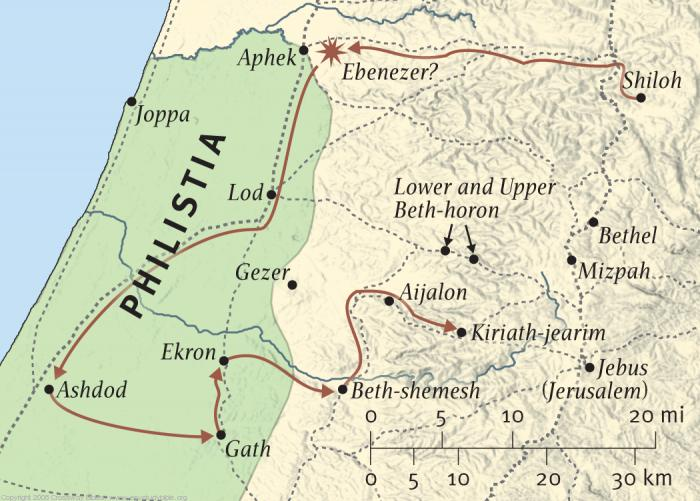 Aphek
Ebenezer?
Shiloh
Joppa
PHILISTIA
Lod
Lower and Upper
Beth-horon
Bethel
Mizpah
Gezer
Aijalon
Kiriath-jearim
Ekron
Jebus
(Jerusalem)
Ashdod
Beth-shemesh
Gath
0 5 10 20 mi
0 5 10 20 30 km